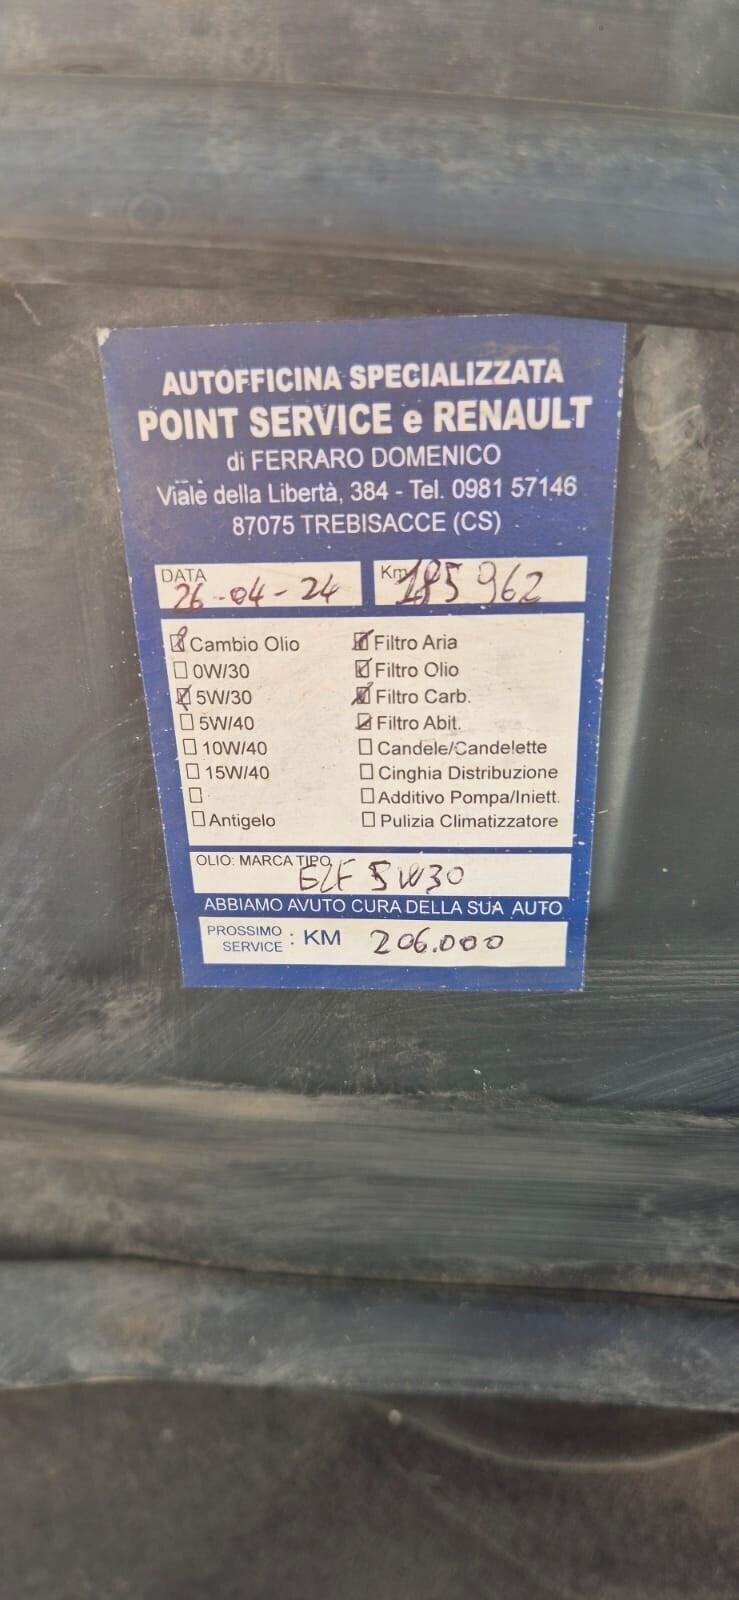 AUTOFFICINA SPECIALIZZATA
POINT SERVICE e RENAULT
di FERRARO DOMENICO
Viale della Libertà, 384 - Tel. 0981 57146
87075 TREBISACCE (CS)
DATA 26-04-24 Km 185962
Cambio Olio Filtro Aria
0W/30 Filtro Olio
5W/30 Filtro Carb.
5W/40 Filtro Abit.
10W/40 Candele/Candelette
15W/40 Cinghia Distribuzione
Additivo Pompa/Iniett.
Antigelo Pulizia Climatizzatore
OLIO: MARCA TIPO ELF 5W30
ABBIAMO AVUTO CURA DELLA SUA AUTO
PROSSIMO SERVICE : KM 206.000